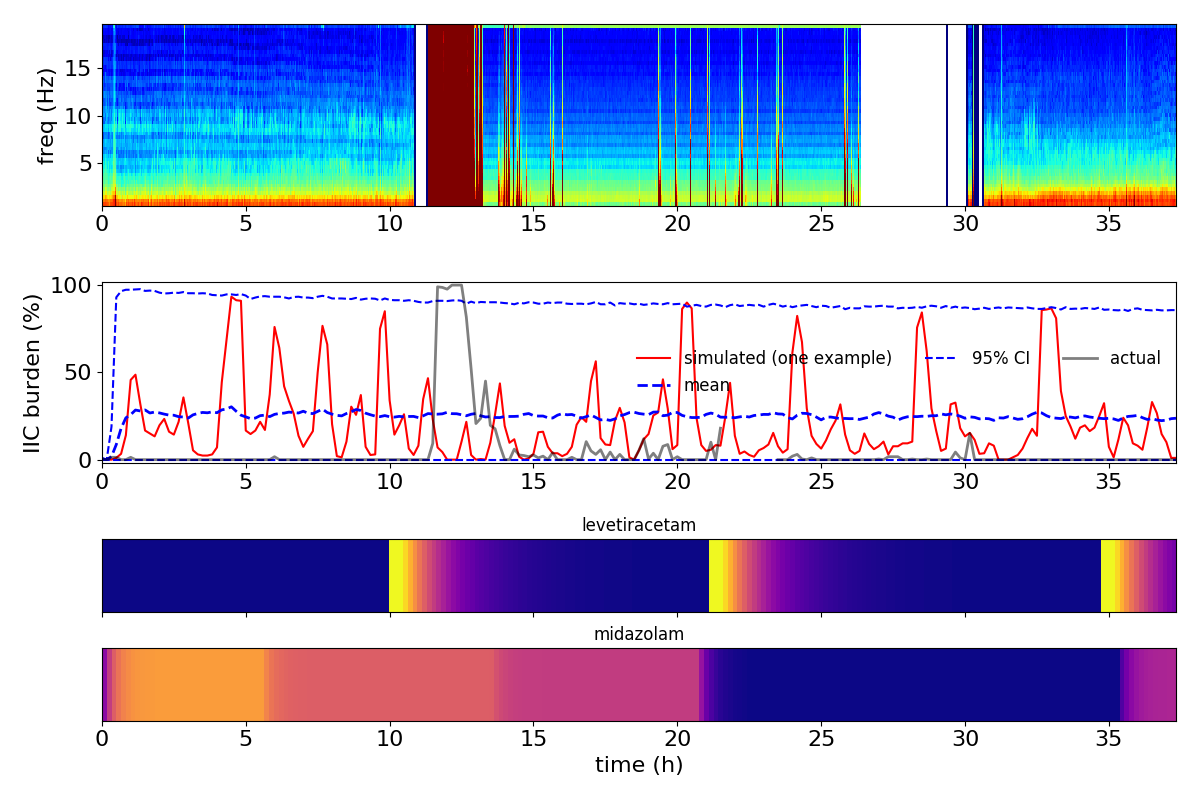 freq (Hz)
15
10
5
0 5 10 15 20 25 30 35
IIC burden (%)
100
50
0
simulated (one example) 95% CI actual
mean
0 5 10 15 20 25 30 35
levetiracetam
midazolam
0 5 10 15 20 25 30 35
time (h)